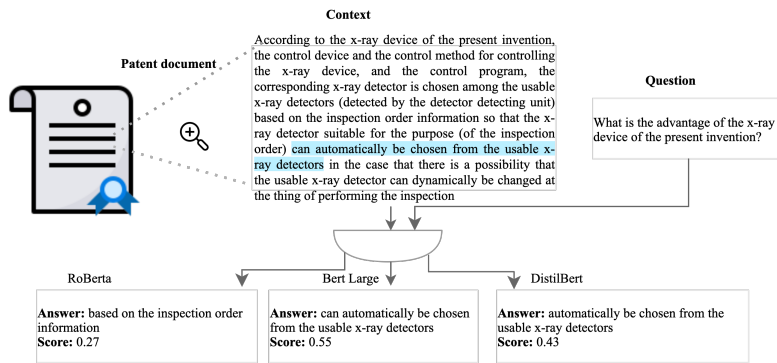 Context
Patent document
According to the x-ray device of the present invention,
the control device and the control method for controlling
the x-ray device, and the control program, the
corresponding x-ray detector is chosen among the usable
x-ray detectors (detected by the detector detecting unit)
based on the inspection order information so that the x-
ray detector suitable for the purpose (of the inspection
order) can automatically be chosen from the usable x-
ray detectors in the case that there is a possibility that
the usable x-ray detector can dynamically be changed at
the thing of performing the inspection
Question
What is the advantage of the x-ray
device of the present invention?
RoBerta
Answer: based on the inspection order
information
Score: 0.27
Bert Large
Answer: can automatically be chosen
from the usable x-ray detectors
Score: 0.55
DistilBert
Answer: automatically be chosen from the
usable x-ray detectors
Score: 0.43